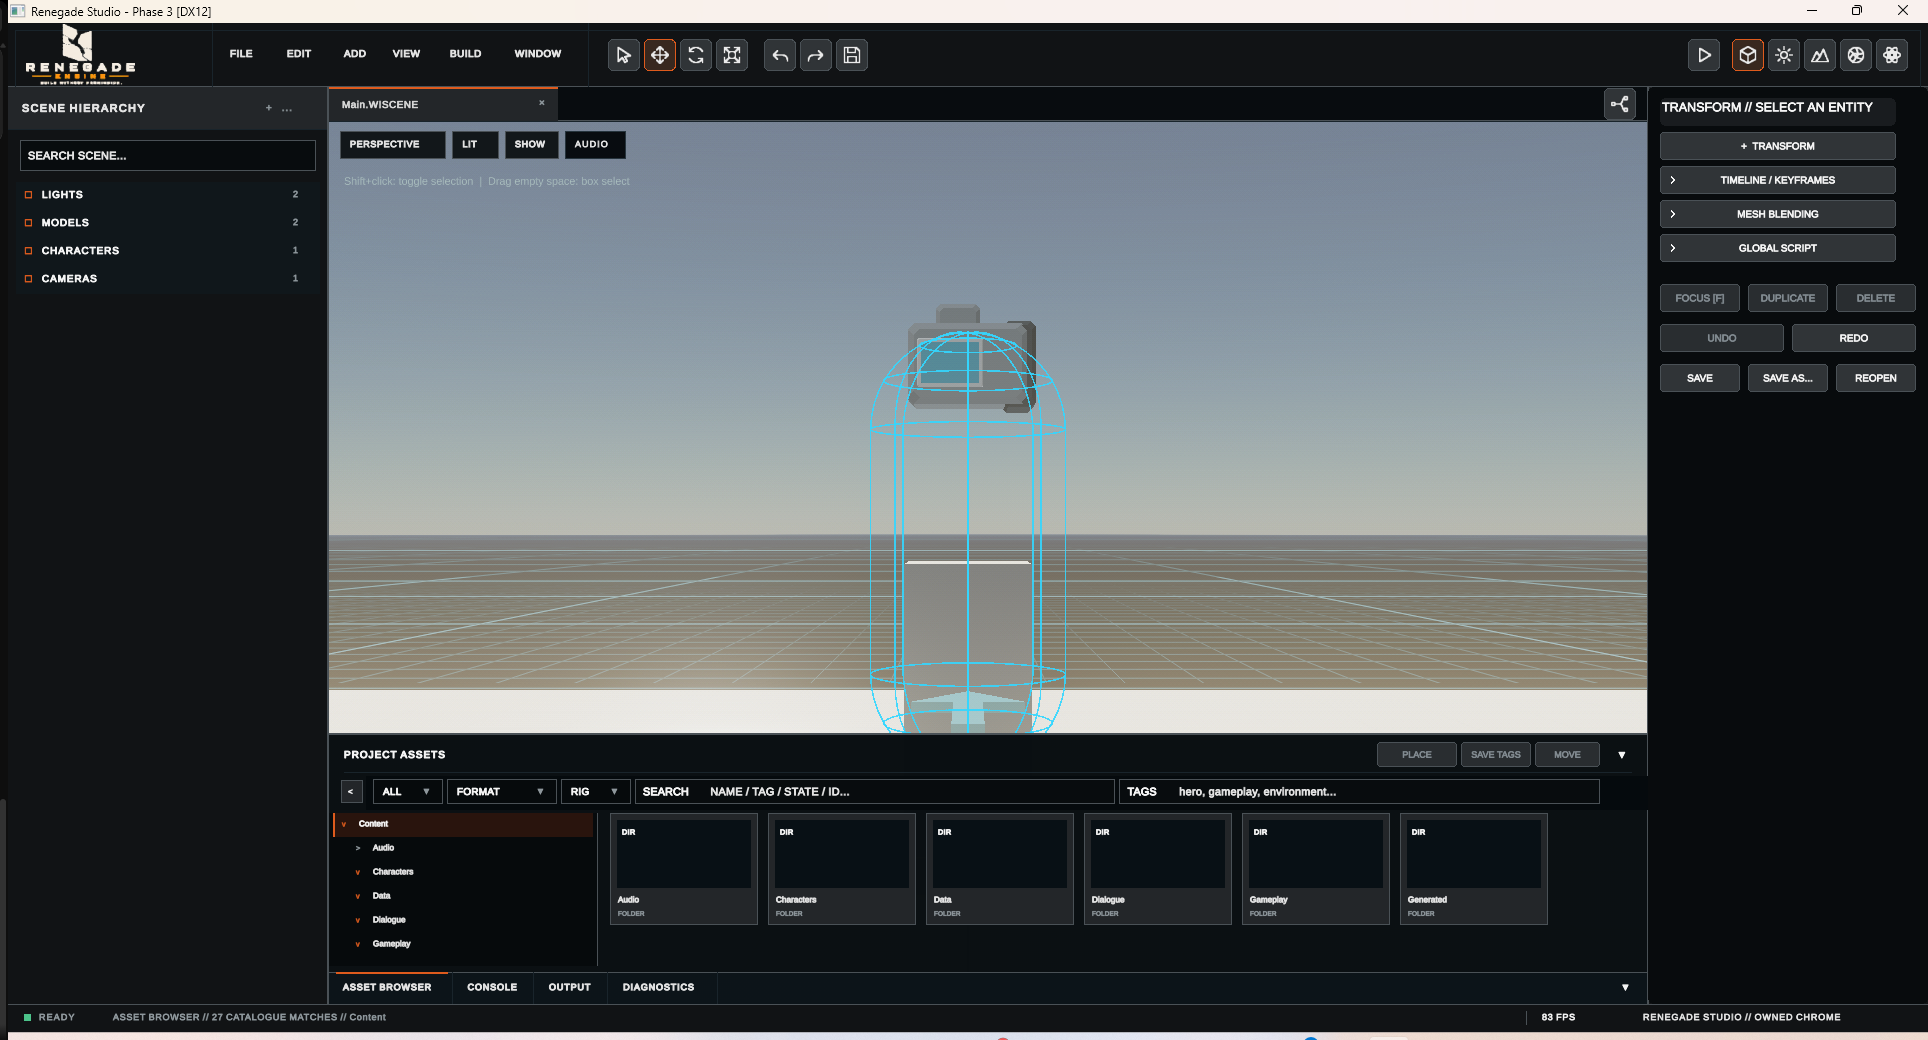 Renegade Studio - Phase 3 [DX12]
RENEGADE
ENGINE
BUILD WITHOUT PERMISSION.
FILE EDIT ADD VIEW BUILD WINDOW
SCENE HIERARCHY + ...
SEARCH SCENE...
LIGHTS 2
MODELS 2
CHARACTERS 1
CAMERAS 1
Main.WISCENE ×
PERSPECTIVE LIT SHOW AUDIO
Shift+click: toggle selection | Drag empty space: box select
TRANSFORM // SELECT AN ENTITY
+ TRANSFORM
> TIMELINE / KEYFRAMES
> MESH BLENDING
> GLOBAL SCRIPT
FOCUS [F] DUPLICATE DELETE
UNDO REDO
SAVE SAVE AS... REOPEN
PROJECT ASSETS PLACE SAVE TAGS MOVE ▼
< ALL ▼ FORMAT ▼ RIG ▼ SEARCH NAME / TAG / STATE / ID... TAGS hero, gameplay, environment...
v Content
> Audio
v Characters
v Data
v Dialogue
v Gameplay
DIR DIR DIR DIR DIR DIR
Audio Characters Data Dialogue Gameplay Generated
FOLDER FOLDER FOLDER FOLDER FOLDER FOLDER
ASSET BROWSER CONSOLE OUTPUT DIAGNOSTICS ▼
READY ASSET BROWSER // 27 CATALOGUE MATCHES // Content 83 FPS RENEGADE STUDIO // OWNED CHROME